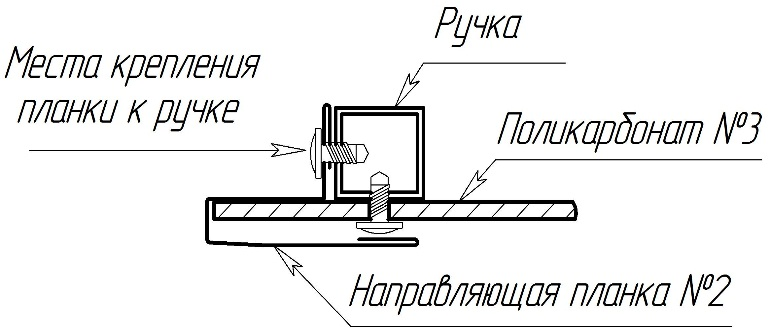 Ручка
Места крепления
планки к ручке
Поликарбонат №3
Направляющая планка №2